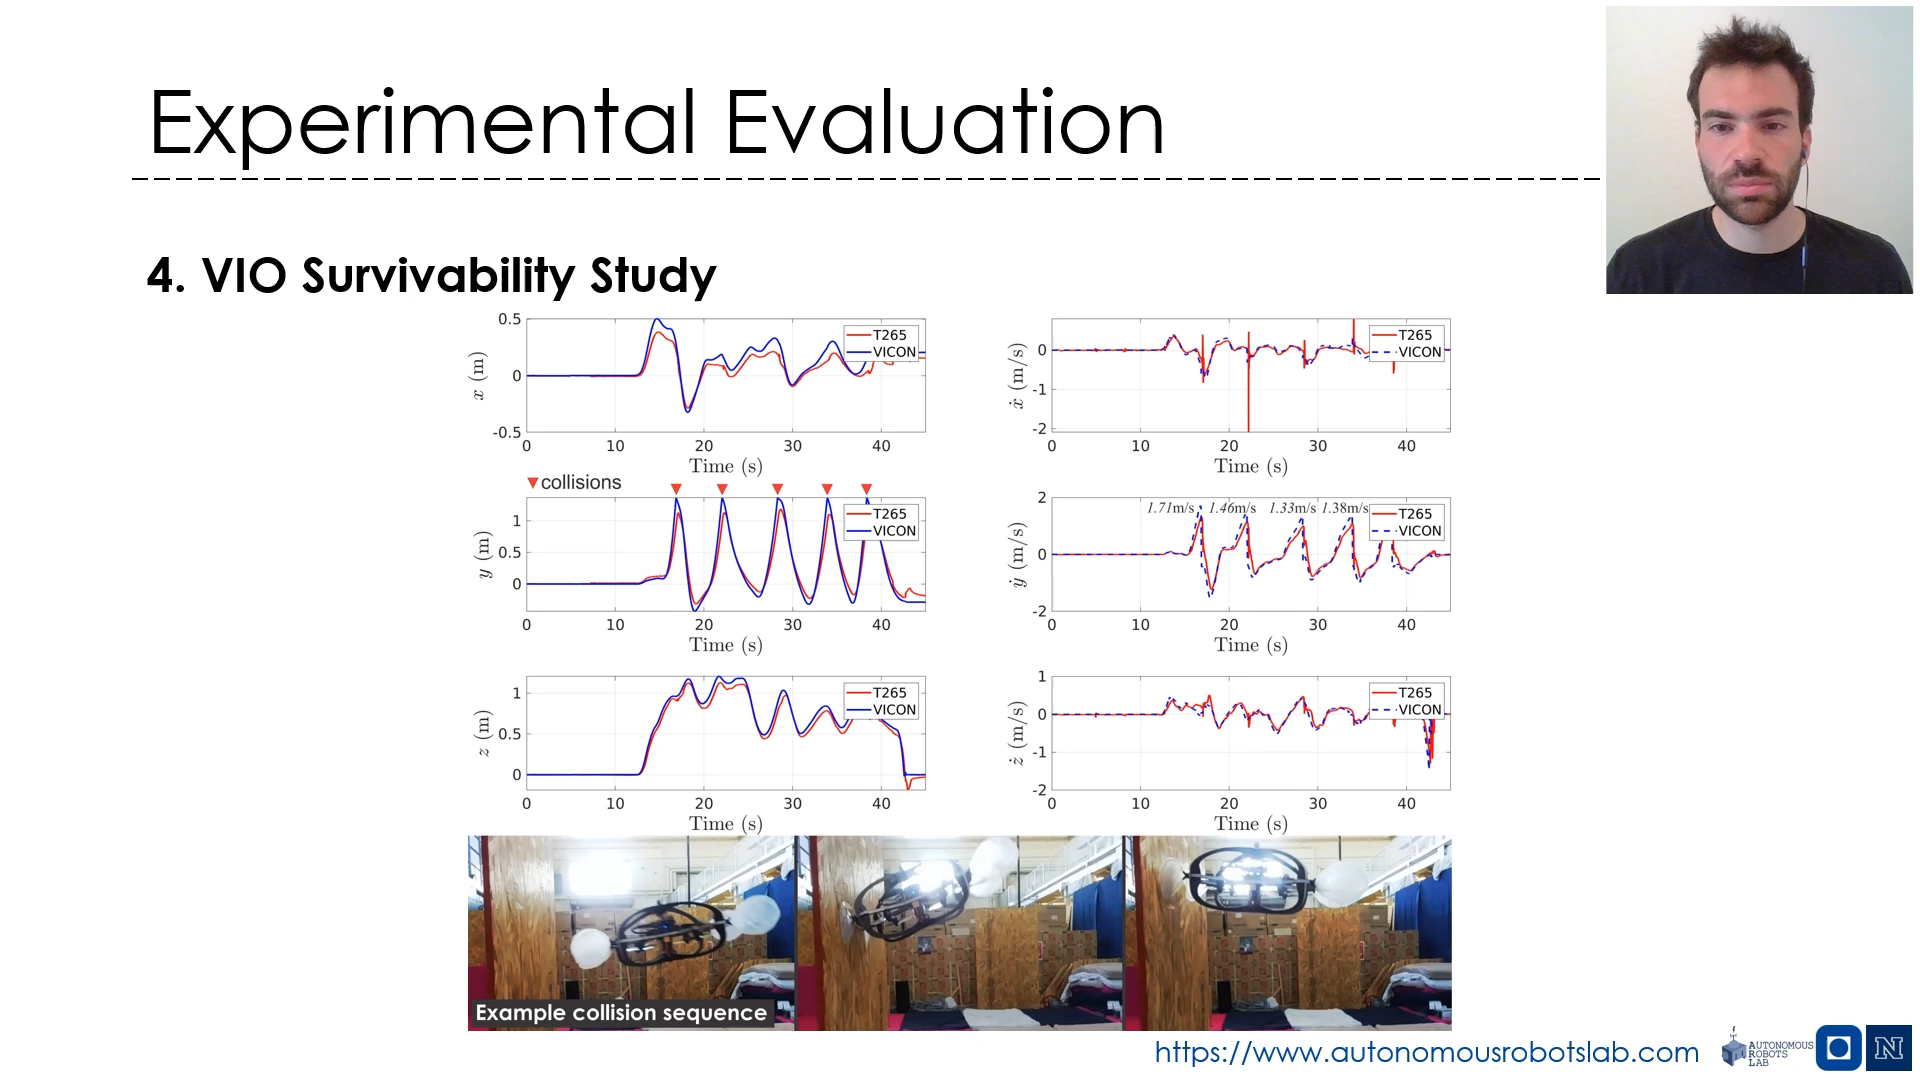 Experimental Evaluation
4. VIO Survivability Study
0.5
0
-0.5
x (m)
T265
VICON
0 10 20 30 40
Time (s)
0
-1
-2
ẋ (m/s)
T265
VICON
0 10 20 30 40
Time (s)
collisions
1
0.5
0
y (m)
T265
VICON
0 10 20 30 40
Time (s)
2
0
-2
ẏ (m/s)
1.71m/s 1.46m/s 1.33m/s 1.38m/s
T265
VICON
0 10 20 30 40
Time (s)
1
0.5
0
z (m)
T265
VICON
0 10 20 30 40
Time (s)
1
0
-1
-2
ż (m/s)
T265
VICON
0 10 20 30 40
Time (s)
Example collision sequence
https://www.autonomousrobotslab.com
AUTONOMOUS
ROBOTS
LAB
N